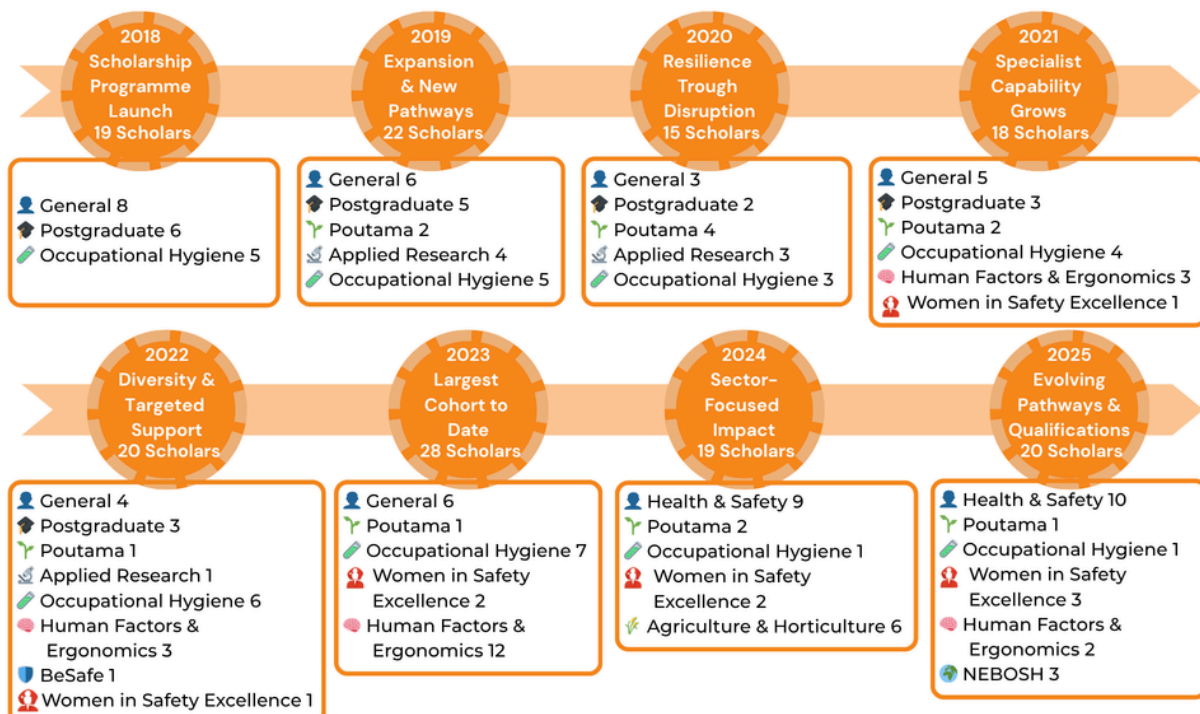 2018
Scholarship
Programme
Launch
19 Scholars
General 8
Postgraduate 6
Occupational Hygiene 5
2019
Expansion
& New
Pathways
22 Scholars
General 6
Postgraduate 5
Poutama 2
Applied Research 4
Occupational Hygiene 5
2020
Resilience
Trough
Disruption
15 Scholars
General 3
Postgraduate 2
Poutama 4
Applied Research 3
Occupational Hygiene 3
2021
Specialist
Capability
Grows
18 Scholars
General 5
Postgraduate 3
Poutama 2
Occupational Hygiene 4
Human Factors & Ergonomics 3
Women in Safety Excellence 1
2022
Diversity &
Targeted
Support
20 Scholars
General 4
Postgraduate 3
Poutama 1
Applied Research 1
Occupational Hygiene 6
Human Factors &
Ergonomics 3
BeSafe 1
Women in Safety Excellence 1
2023
Largest
Cohort to
Date
28 Scholars
General 6
Poutama 1
Occupational Hygiene 7
Women in Safety
Excellence 2
Human Factors &
Ergonomics 12
2024
Sector-
Focused
Impact
19 Scholars
Health & Safety 9
Poutama 2
Occupational Hygiene 1
Women in Safety
Excellence 2
Agriculture & Horticulture 6
2025
Evolving
Pathways &
Qualifications
20 Scholars
Health & Safety 10
Poutama 1
Occupational Hygiene 1
Women in Safety
Excellence 3
Human Factors &
Ergonomics 2
NEBOSH 3